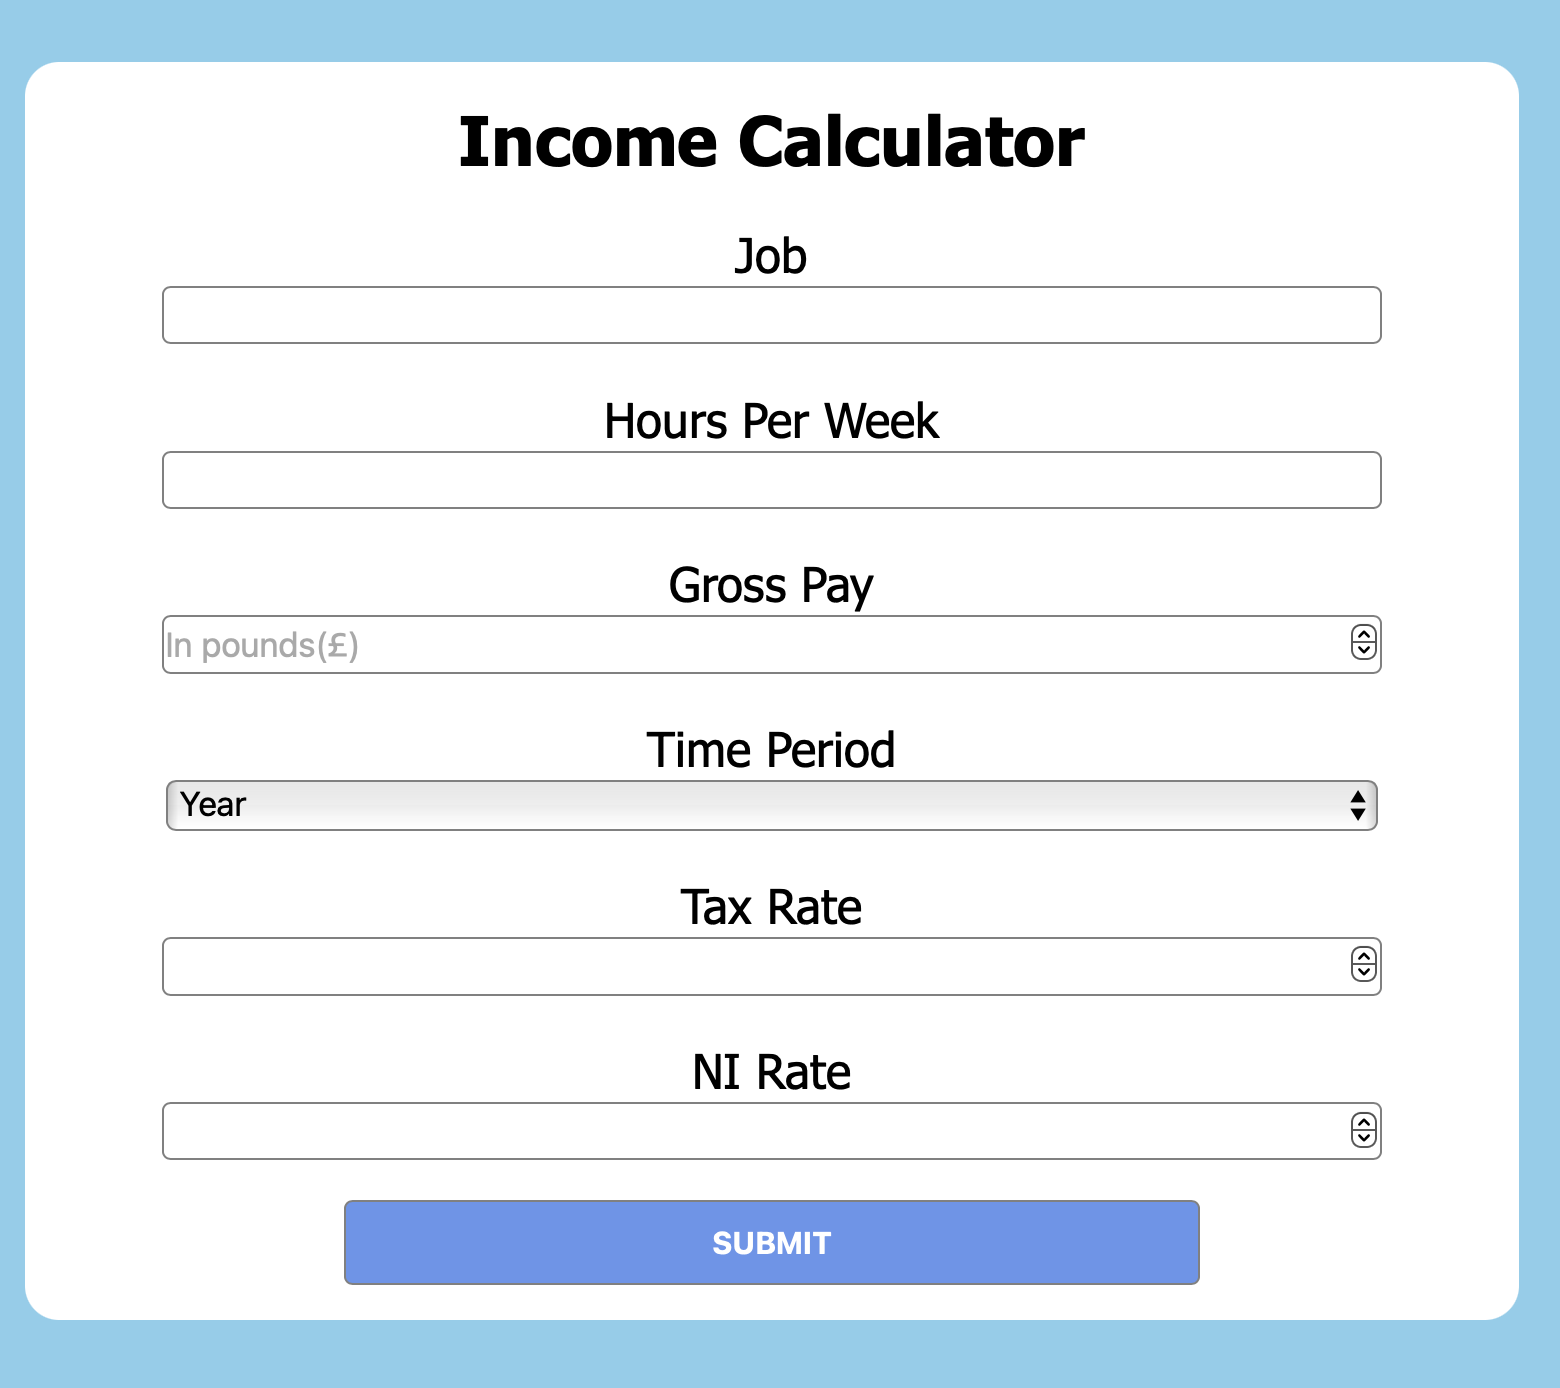 Income Calculator
Job
Hours Per Week
Gross Pay
In pounds(£)
Time Period
Year
Tax Rate
NI Rate
SUBMIT